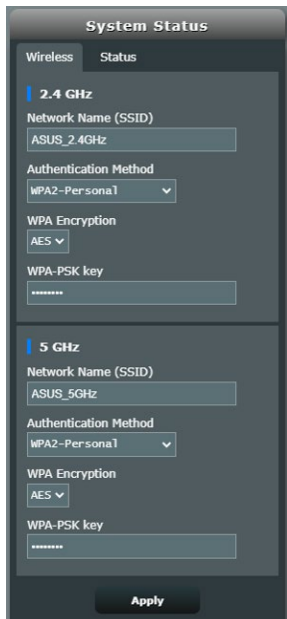 System Status
Wireless Status
2.4 GHz
Network Name (SSID)
ASUS_2.4GHz
Authentication Method
WPA2-Personal
WPA Encryption
AES
WPA-PSK key
••••••••
5 GHz
Network Name (SSID)
ASUS_5GHz
Authentication Method
WPA2-Personal
WPA Encryption
AES
WPA-PSK key
••••••••
Apply